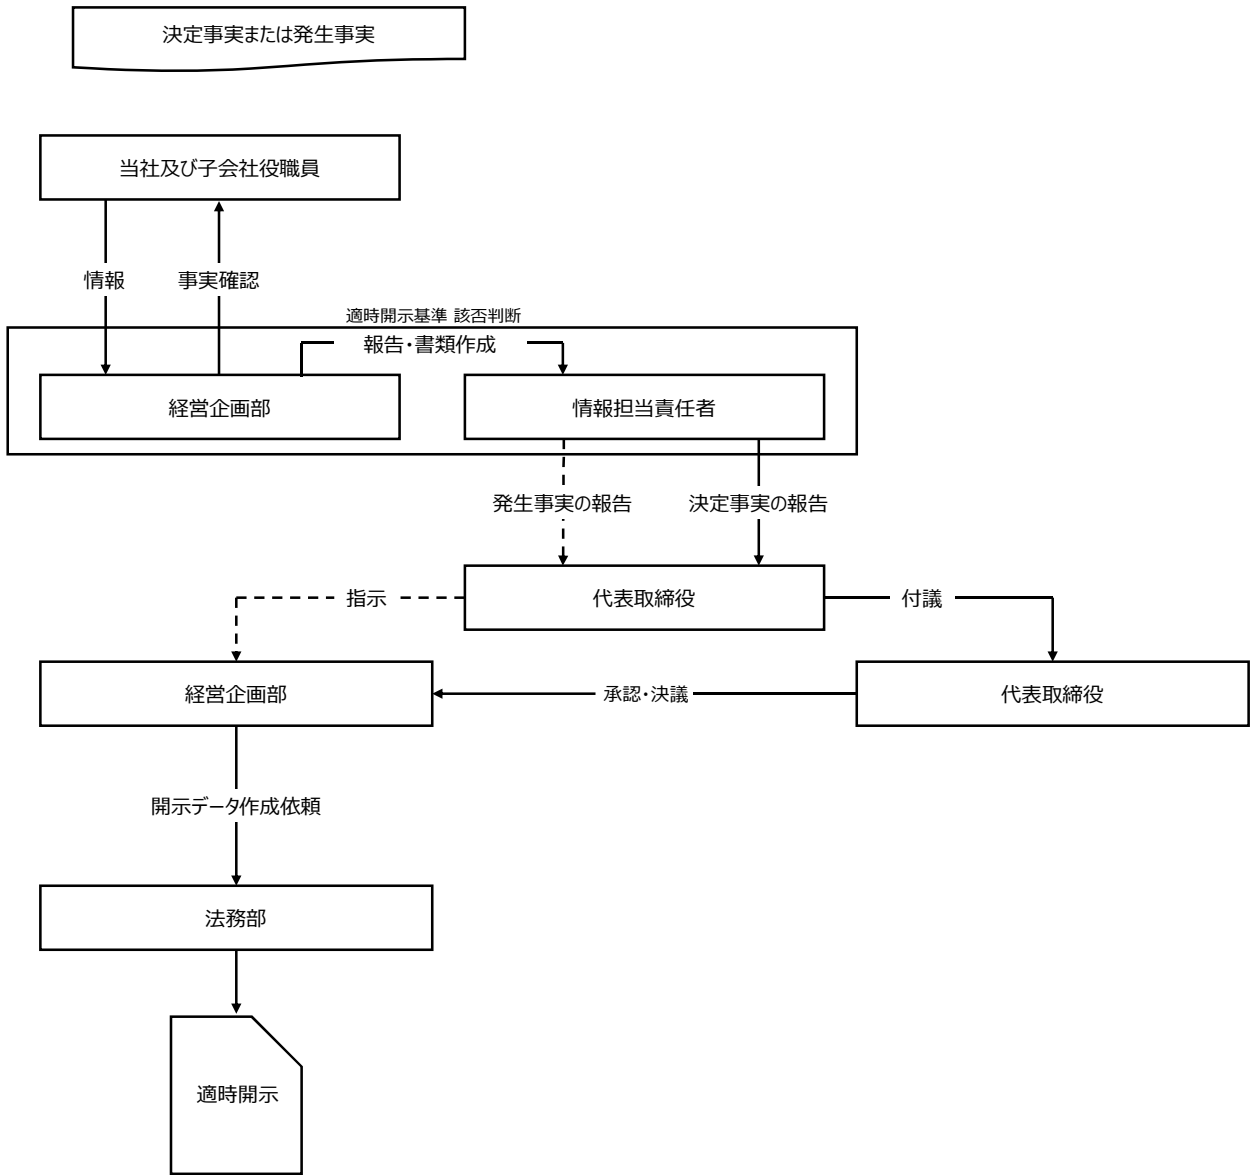 決定事実または発生事実
当社及び子会社役職員
情報
事実確認
適時開示基準 該否判断
報告・書類作成
経営企画部
情報担当責任者
発生事実の報告
決定事実の報告
指示
代表取締役
付議
経営企画部
承認・決議
代表取締役
開示データ作成依頼
法務部
適時開示